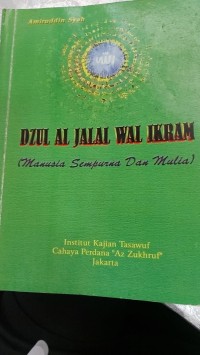 Amiruddin Syah
DZUL AL JALAL WAL IKRAM
(Manusia Sempurna Dan Mulia)
Institut Kajian Tasawuf
Cahaya Perdana "Az Zukhruf"
Jakarta